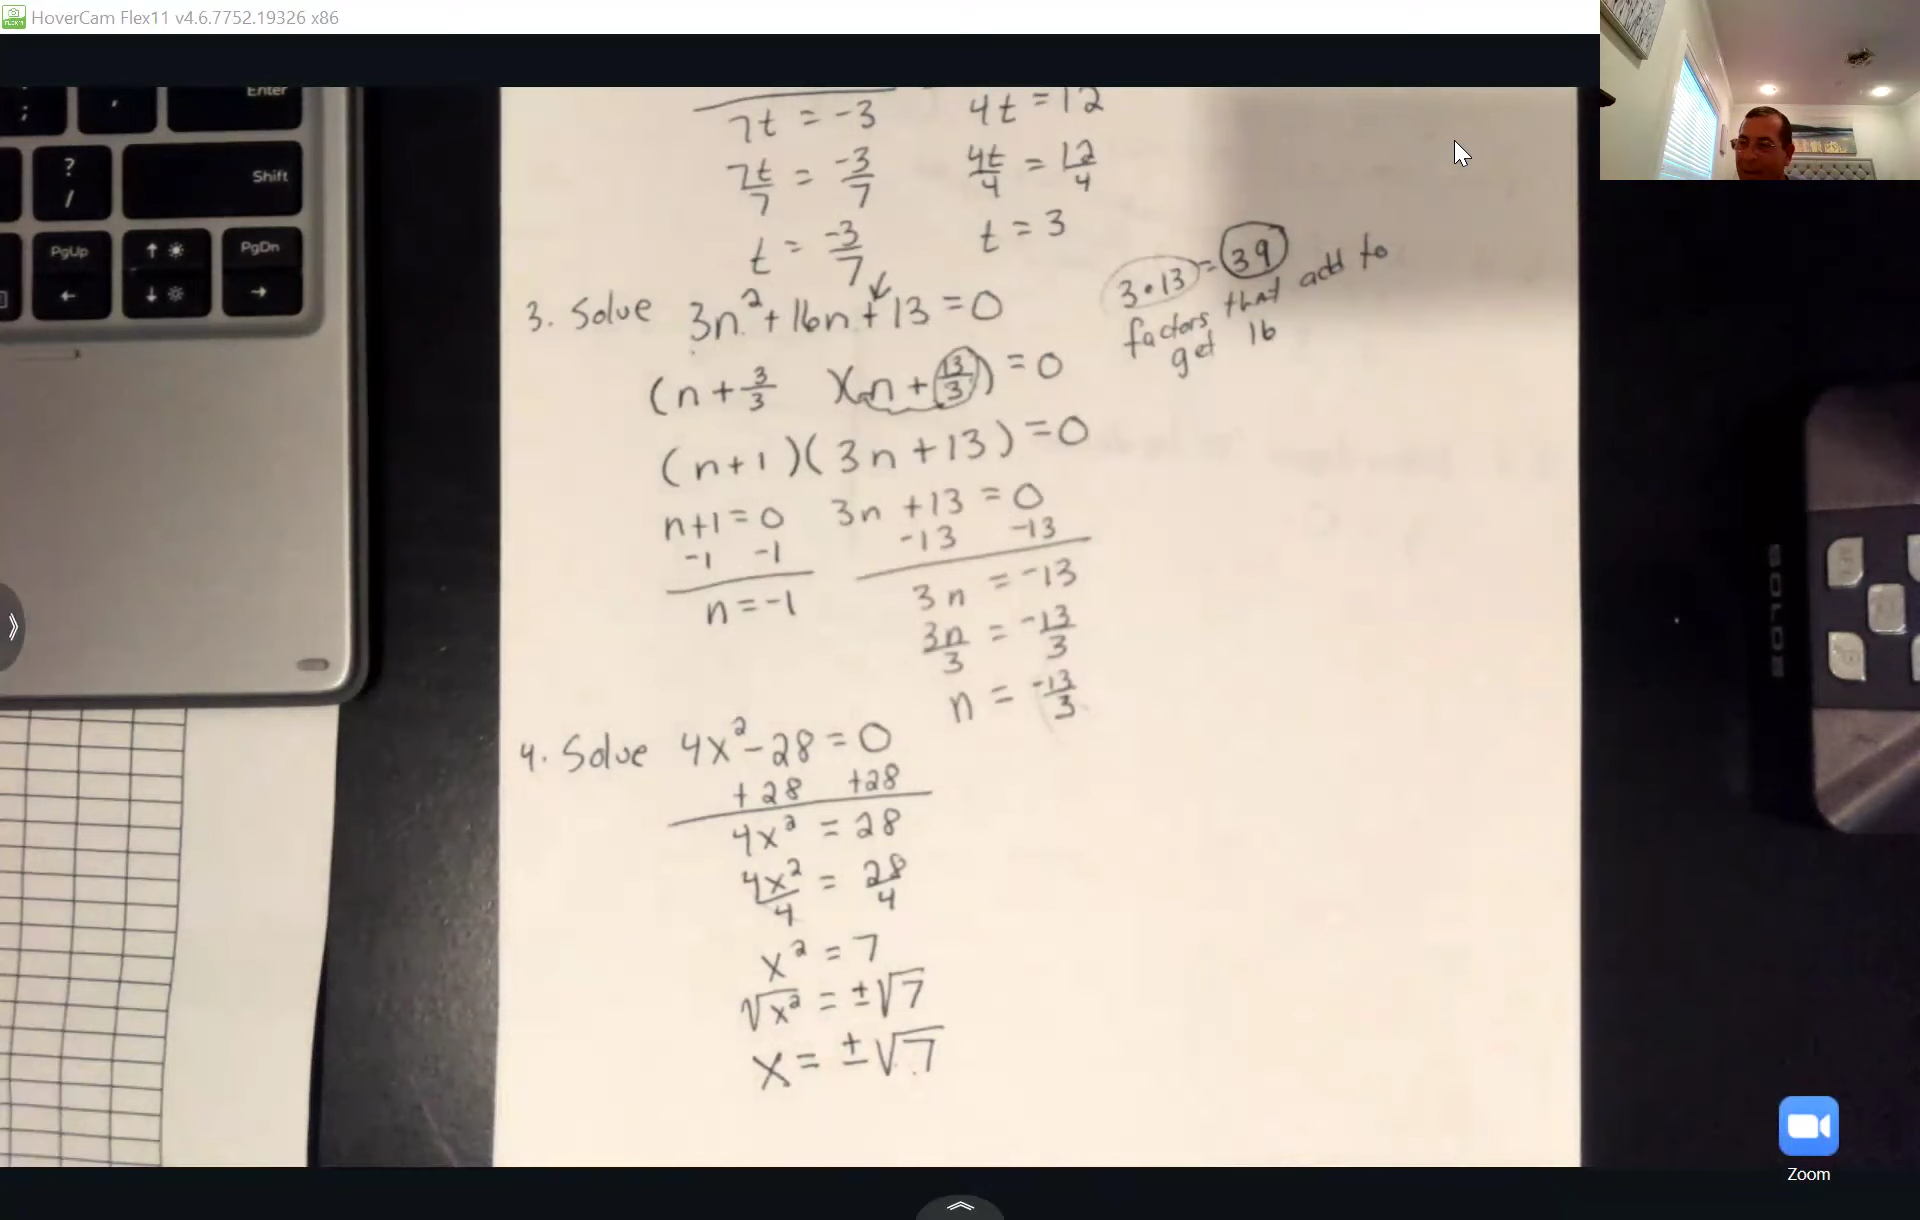 HoverCam Flex11 v4.6.7752.19326 x86
Enter
; ,
?
/
Shift
PgUp
PgDn
← ↑ ↓ →
7t = -3
7t/7 = -3/7
t = -3/7
4t = 12
4t/4 = 12/4
t = 3
3•13 = 39
factors that add to
get 16
3. Solve 3n² + 16n + 13 = 0
(n + 3/3)(n + 13/3) = 0
(n+1)(3n+13) = 0
n+1 = 0
-1 -1
n = -1
3n + 13 = 0
-13 -13
3n = -13
3n/3 = -13/3
n = -13/3
4. Solve 4x² - 28 = 0
+28 +28
4x² = 28
4x²/4 = 28/4
x² = 7
√x² = ±√7
x = ±√7
Zoom